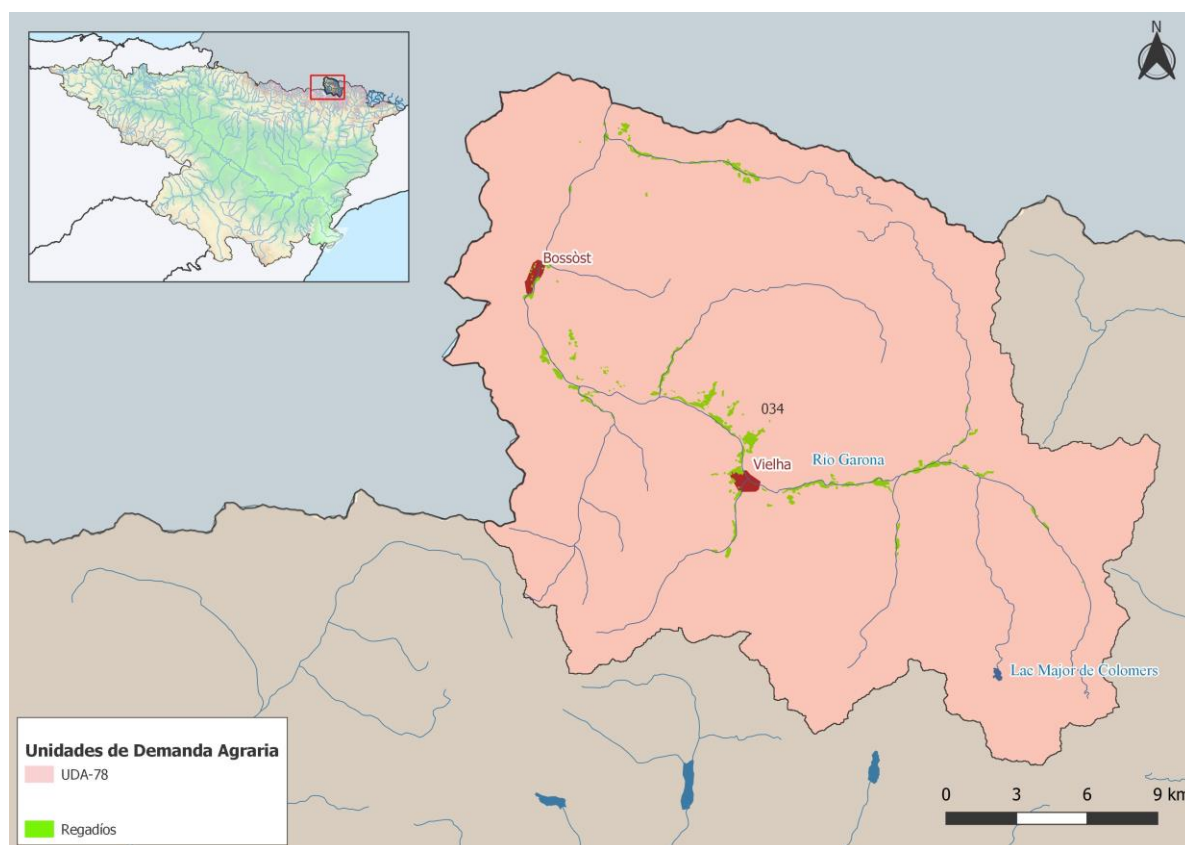 N
Bossòst
034
Vielha
Río Garona
Lac Major de Colomers
Unidades de Demanda Agraria
UDA-78
Regadíos
0 3 6 9 km